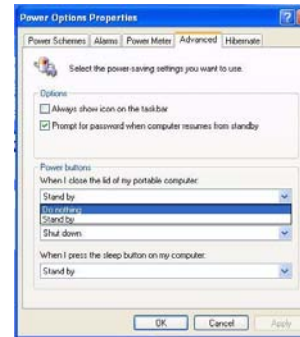 Power Options Properties
Power Schemes Alarms Power Meter Advanced Hibernate
Select the power-saving settings you want to use.
Options
Always show icon on the taskbar
Prompt for password when computer resumes from standby
Power buttons
When I close the lid of my portable computer:
Stand by
Do nothing
Stand by
Shut down
When I press the sleep button on my computer:
Stand by
OK Cancel Apply